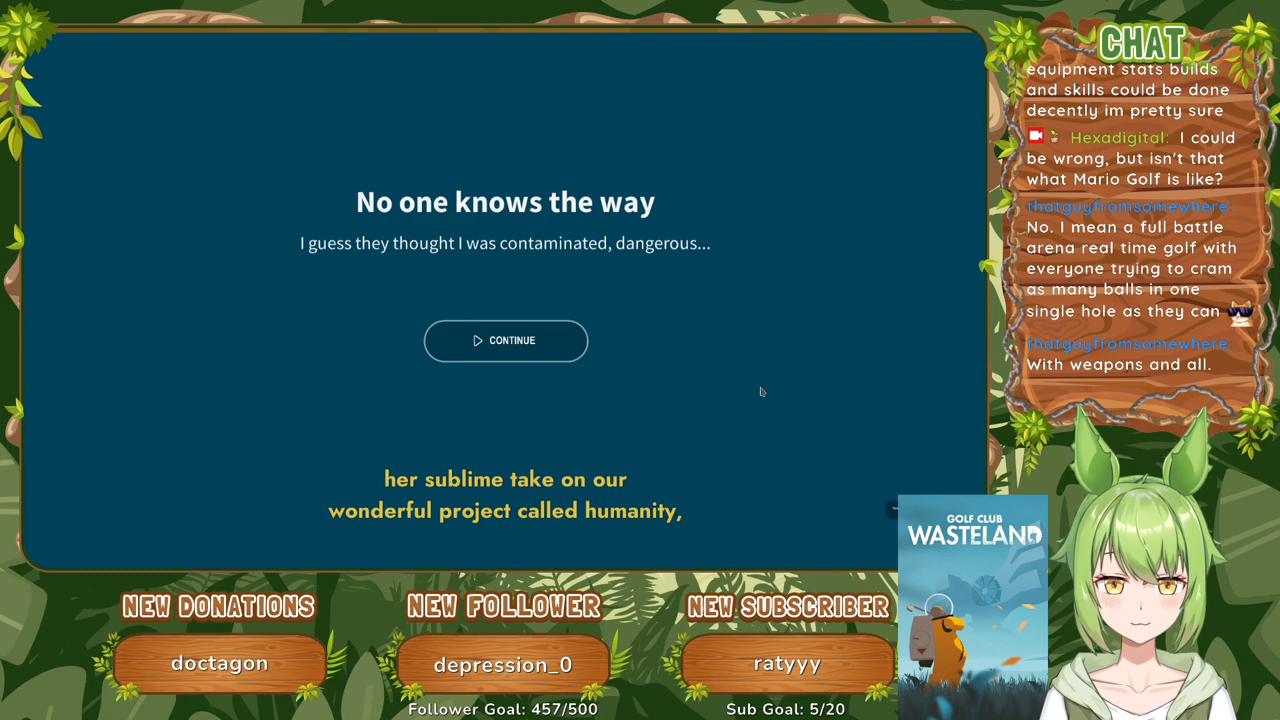 No one knows the way
I guess they thought I was contaminated, dangerous...
CONTINUE
her sublime take on our
wonderful project called humanity,
CHAT
equipment stats builds
and skills could be done
decently im pretty sure
Hexadigital: I could
be wrong, but isn't that
what Mario Golf is like?
thatguyfromsomewhere:
No. I mean a full battle
arena real time golf with
everyone trying to cram
as many balls in one
single hole as they can
thatguyfromsomewhere:
With weapons and all.
GOLF CLUB
WASTELAND
NEW DONATIONS
doctagon
NEW FOLLOWER
depression_0
Follower Goal: 457/500
NEW SUBSCRIBER
ratyyy
Sub Goal: 5/20